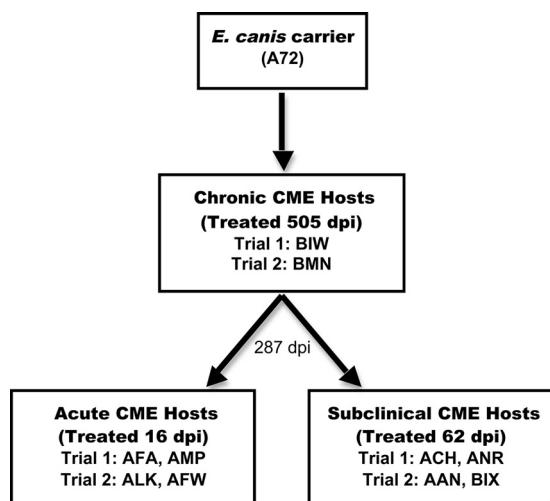 E. canis carrier
(A72)
Chronic CME Hosts
(Treated 505 dpi)
Trial 1: BIW
Trial 2: BMN
287 dpi
Acute CME Hosts
(Treated 16 dpi)
Trial 1: AFA, AMP
Trial 2: ALK, AFW
Subclinical CME Hosts
(Treated 62 dpi)
Trial 1: ACH, ANR
Trial 2: AAN, BIX